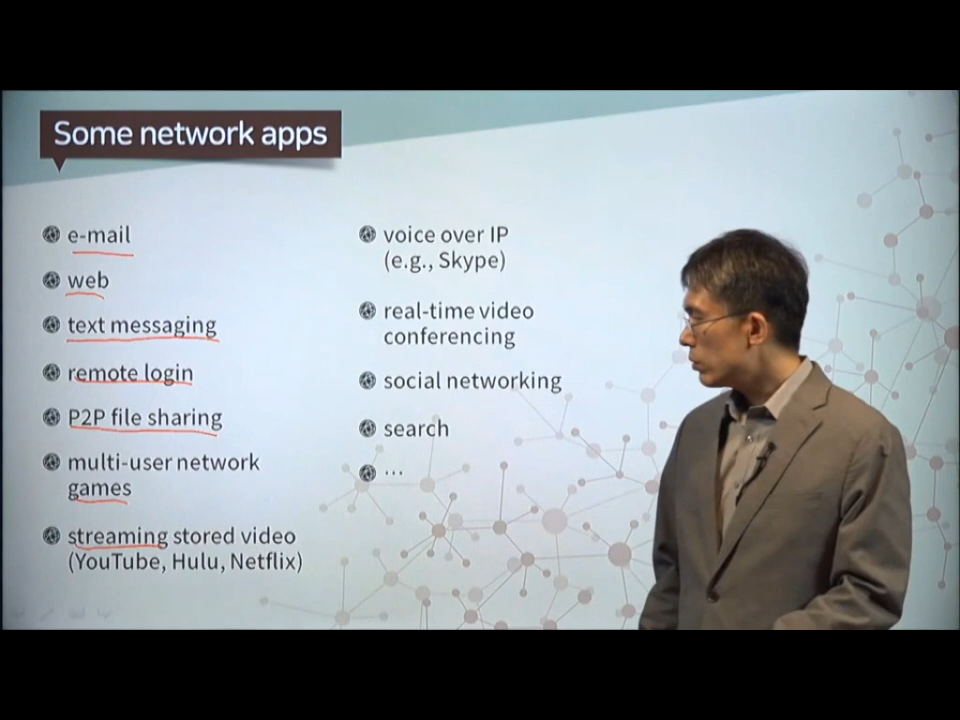 Some network apps
e-mail
web
text messaging
remote login
P2P file sharing
multi-user network
games
streaming stored video
(YouTube, Hulu, Netflix)
voice over IP
(e.g., Skype)
real-time video
conferencing
social networking
search
…